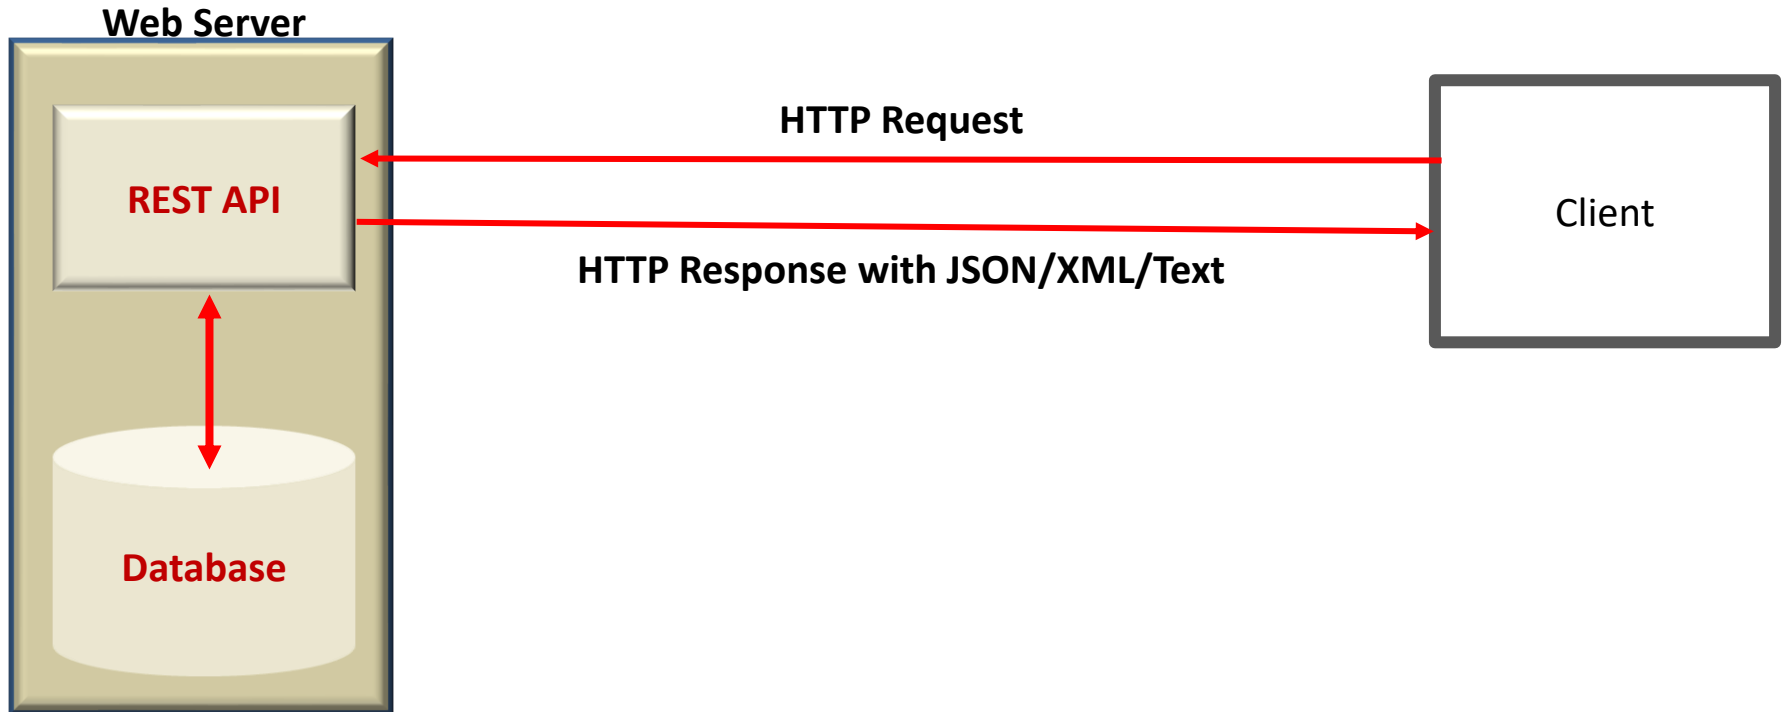 Web Server
HTTP Request
REST API
Client
HTTP Response with JSON/XML/Text
Database